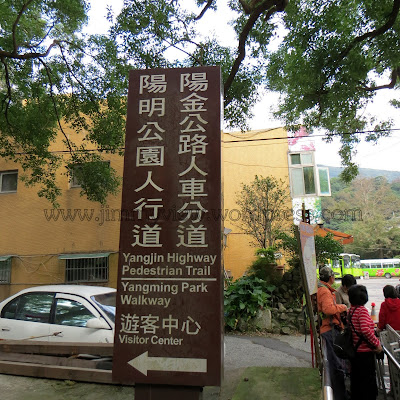 陽金公路人車分道
陽明公園人行道
Yangjin Highway
Pedestrian Trail
Yangming Park
Walkway
遊客中心
Visitor Center